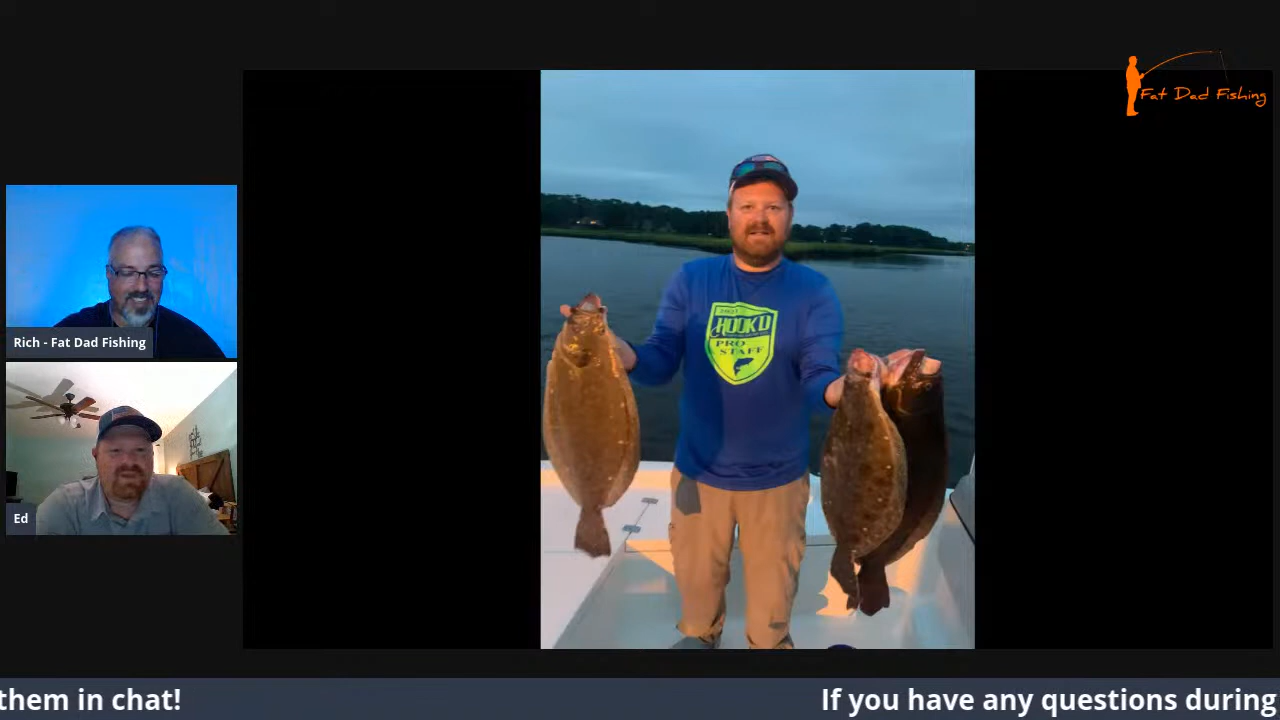 Fat Dad Fishing
HOOK'D
PRO
STAFF
Rich - Fat Dad Fishing
Ed
them in chat!
If you have any questions during